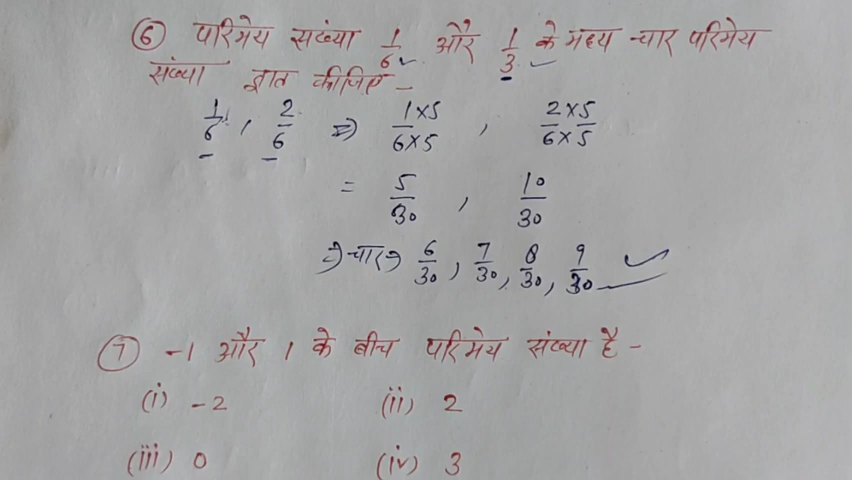 ⑥ परिमेय संख्या 1/6 और 1/3 के मध्य चार परिमेय
संख्या ज्ञात कीजिए -
1/6 , 2/6 => 1×5/6×5 , 2×5/6×5
= 5/30 , 10/30
=> चार => 6/30, 7/30, 8/30, 9/30
⑦ -1 और 1 के बीच परिमेय संख्या है -
(i) -2 (ii) 2
(iii) 0 (iv) 3